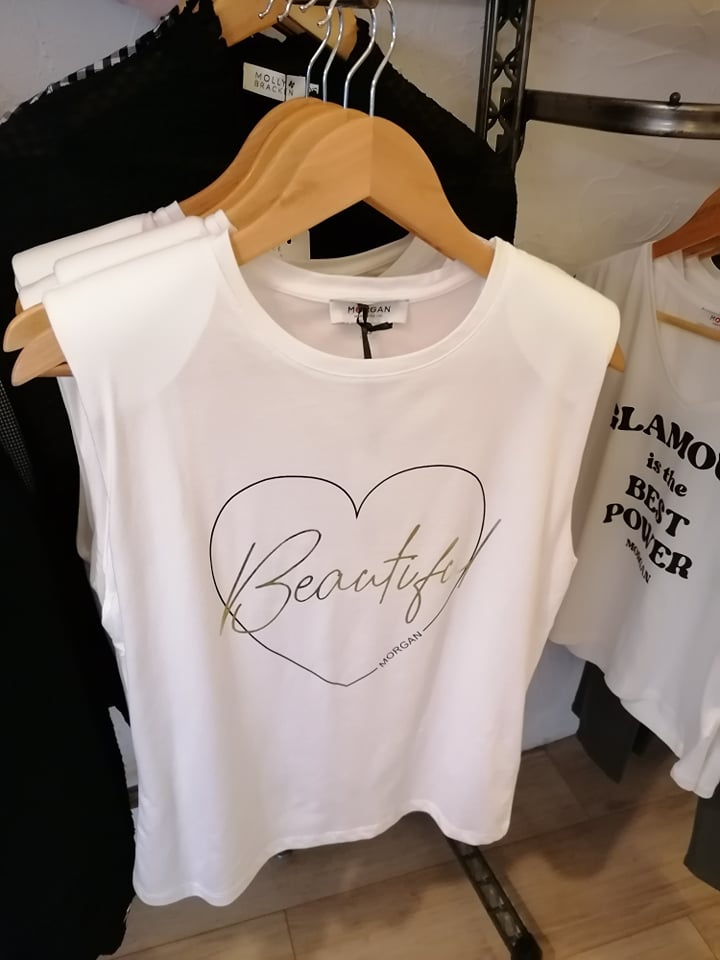 MOLLY
BRACKEN
MORGAN
Beautiful
MORGAN
GLAMOU
is the
BEST
POWER
MORGAN